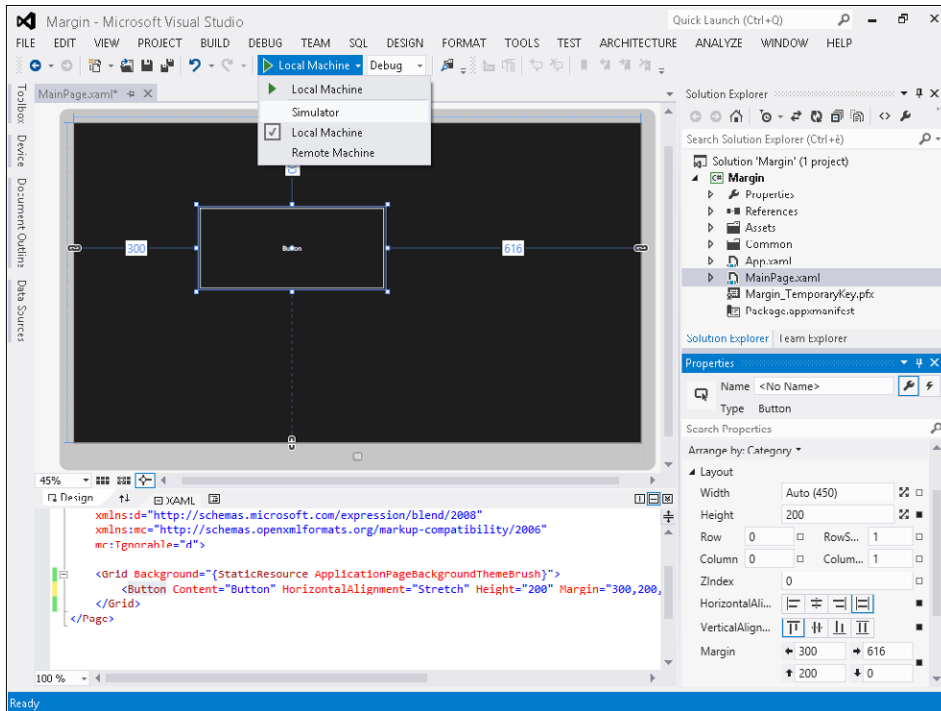 Margin - Microsoft Visual Studio
Quick Launch (Ctrl+Q)
FILE EDIT VIEW PROJECT BUILD DEBUG TEAM SQL DESIGN FORMAT TOOLS TEST ARCHITECTURE ANALYZE WINDOW HELP
Local Machine Debug
Local Machine
Simulator
Local Machine
Remote Machine
Toolbox
Device
Document Outline
Data Sources
MainPage.xaml*
300
Button
616
45%
Design XAML
xmlns:d="http://schemas.microsoft.com/expression/blend/2008"
xmlns:mc="http://schemas.openxmlformats.org/markup-compatibility/2006"
mc:Ignorable="d">
<Grid Background="{StaticResource ApplicationPageBackgroundThemeBrush}">
<Button Content="Button" HorizontalAlignment="Stretch" Height="200" Margin="300,200,
</Grid>
</Page>
100 %
Solution Explorer
Search Solution Explorer (Ctrl+è)
Solution 'Margin' (1 project)
C# Margin
Properties
References
Assets
Common
App.xaml
MainPage.xaml
Margin_TemporaryKey.pfx
Package.appxmanifest
Solution Explorer Team Explorer
Properties
Name <No Name>
Type Button
Search Properties
Arrange by: Category
Layout
Width Auto (450)
Height 200
Row 0 RowS... 1
Column 0 Colum... 1
ZIndex 0
HorizontalAli...
VerticalAlign...
Margin 300 616
200 0
Ready